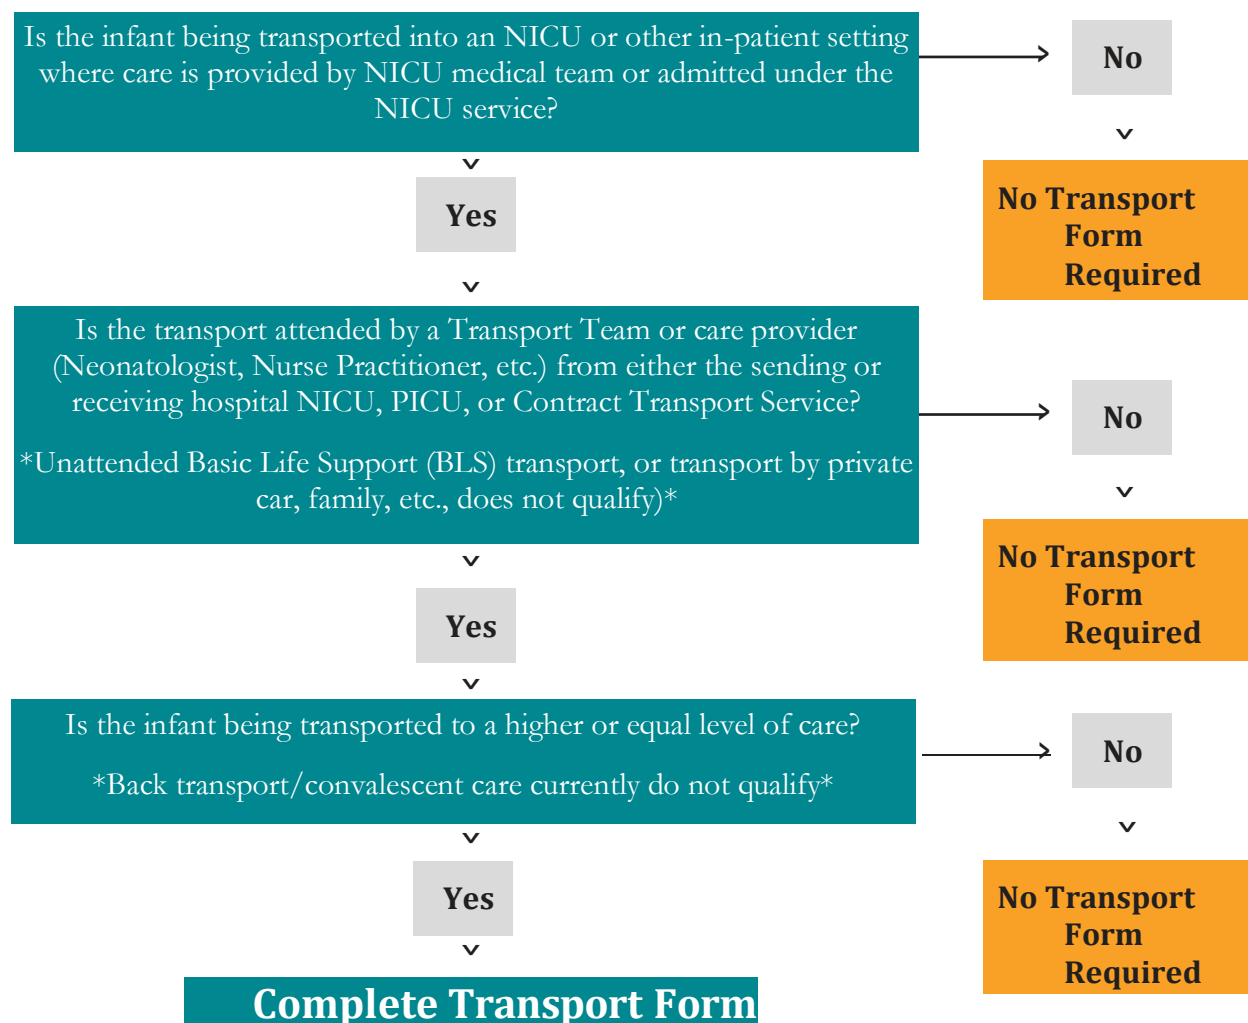 Is the infant being transported into an NICU or other in-patient setting
where care is provided by NICU medical team or admitted under the
NICU service?
No
Yes
No Transport
Form
Required
Is the transport attended by a Transport Team or care provider
(Neonatologist, Nurse Practitioner, etc.) from either the sending or
receiving hospital NICU, PICU, or Contract Transport Service?
*Unattended Basic Life Support (BLS) transport, or transport by private
car, family, etc., does not qualify)*
No
Yes
No Transport
Form
Required
Is the infant being transported to a higher or equal level of care?
*Back transport/convalescent care currently do not qualify*
No
Yes
No Transport
Form
Required
Complete Transport Form